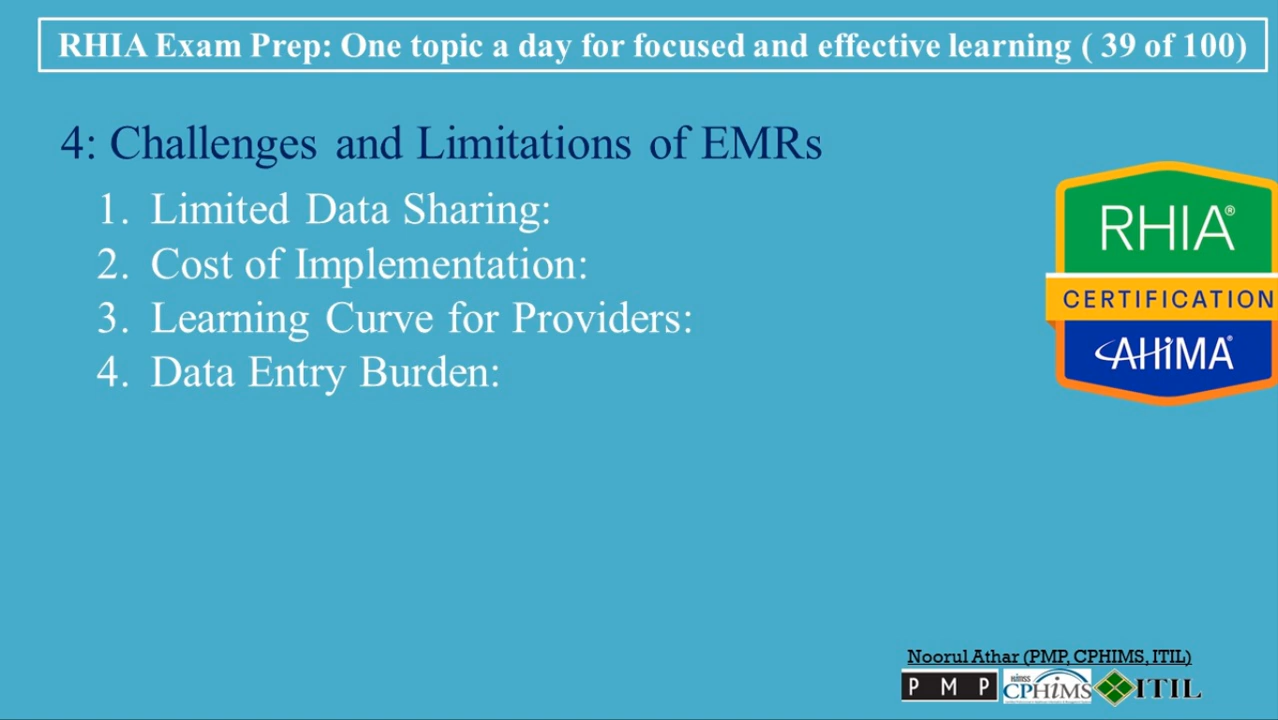 RHIA Exam Prep: One topic a day for focused and effective learning ( 39 of 100)
4: Challenges and Limitations of EMRs
1. Limited Data Sharing:
2. Cost of Implementation:
3. Learning Curve for Providers:
4. Data Entry Burden:
RHIA®
CERTIFICATION
AHIMA®
Noorul Athar (PMP, CPHIMS, ITIL)
P M P
himss
CPHIMS
ITIL